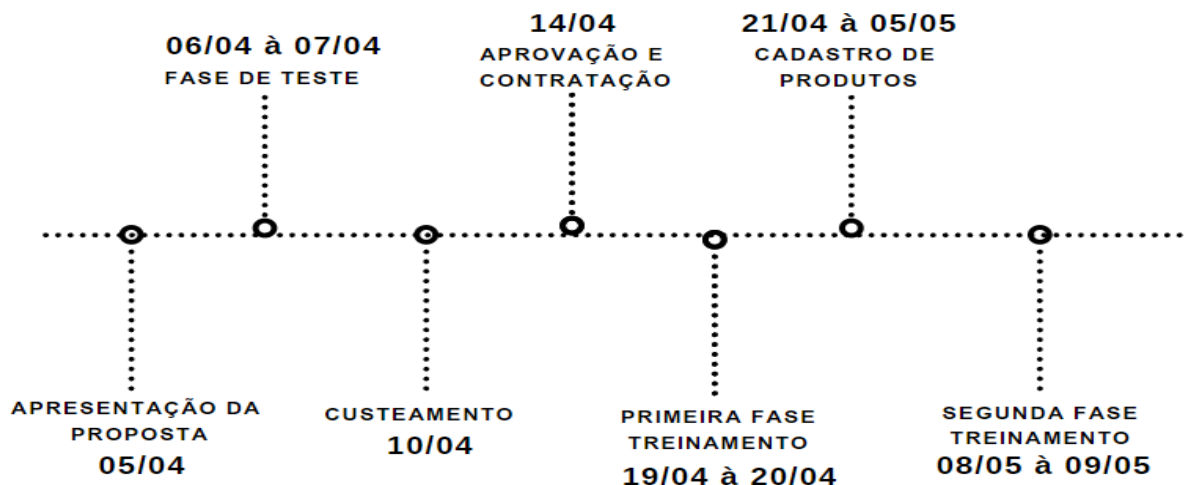 06/04 à 07/04
FASE DE TESTE
14/04
APROVAÇÃO E
CONTRATAÇÃO
21/04 à 05/05
CADASTRO DE
PRODUTOS
APRESENTAÇÃO DA
PROPOSTA
05/04
CUSTEAMENTO
10/04
PRIMEIRA FASE
TREINAMENTO
19/04 à 20/04
SEGUNDA FASE
TREINAMENTO
08/05 à 09/05